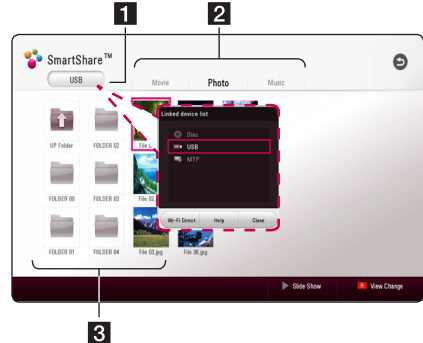 1
2
SmartShare™
USB
Movie
Photo
Music
Linked device list
Disc
USB
MTP
Wi-Fi Direct
Help
Close
UP Folder
FOLDER 02
FOLDER 00
FOLDER 03
File 02.
FOLDER 01
FOLDER 04
File 03.jpg
File 06.jpg
Slide Show
R View Change
3